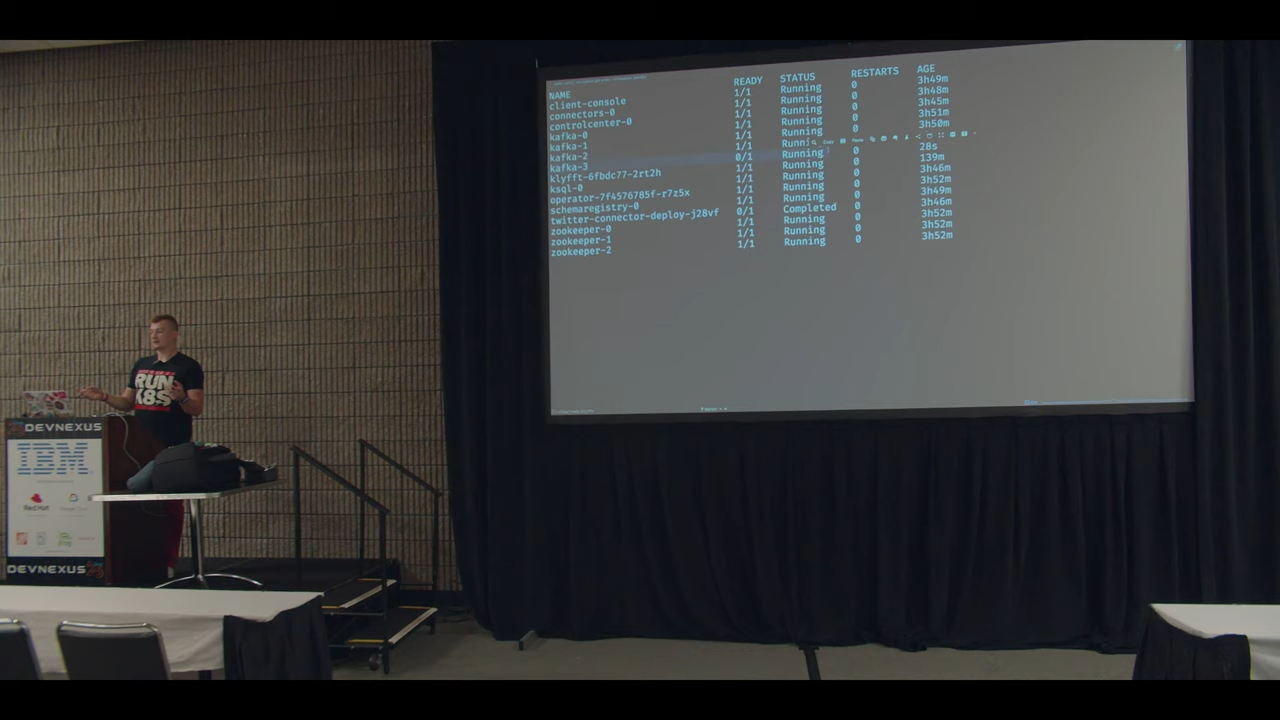 NAME READY STATUS RESTARTS AGE
client-console 1/1 Running 0 3h49m
connectors-0 1/1 Running 0 3h48m
controlcenter-0 1/1 Running 0 3h45m
kafka-0 1/1 Running 0 3h51m
kafka-1 1/1 Running 0 3h50m
kafka-2 1/1
kafka-3 0/1 Running 0 28s
klyfft-6fbdc77-2rt2h 1/1 Running 0 139m
ksql-0 1/1 Running 0 3h46m
operator-7f4576785f-r7z5x 1/1 Running 0 3h52m
schemaregistry-0 1/1 Running 0 3h49m
twitter-connector-deploy-j28vf 0/1 Completed 0 3h46m
zookeeper-0 1/1 Running 0 3h52m
zookeeper-1 1/1 Running 0 3h52m
zookeeper-2 1/1 Running 0 3h52m
RUN
K8S
DEVNEXUS
IBM
Red Hat
DEVNEXUS